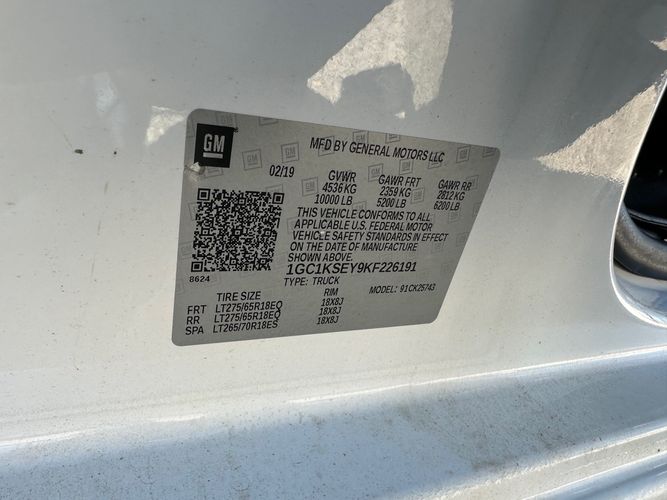 GM
MFD BY GENERAL MOTORS LLC
02/19 GVWR GAWR FRT GAWR RR
4536 KG 2359 KG 2812 KG
10000 LB 5200 LB 6200 LB
THIS VEHICLE CONFORMS TO ALL
APPLICABLE U.S. FEDERAL MOTOR
VEHICLE SAFETY STANDARDS IN EFFECT
ON THE DATE OF MANUFACTURE
SHOWN ABOVE.
1GC1KSEY9KF226191
8624 TYPE: TRUCK MODEL: 91CK25743
TIRE SIZE RIM
FRT LT275/65R18EQ 18X8J
RR LT275/65R18EQ 18X8J
SPA LT265/70R18ES 18X8J